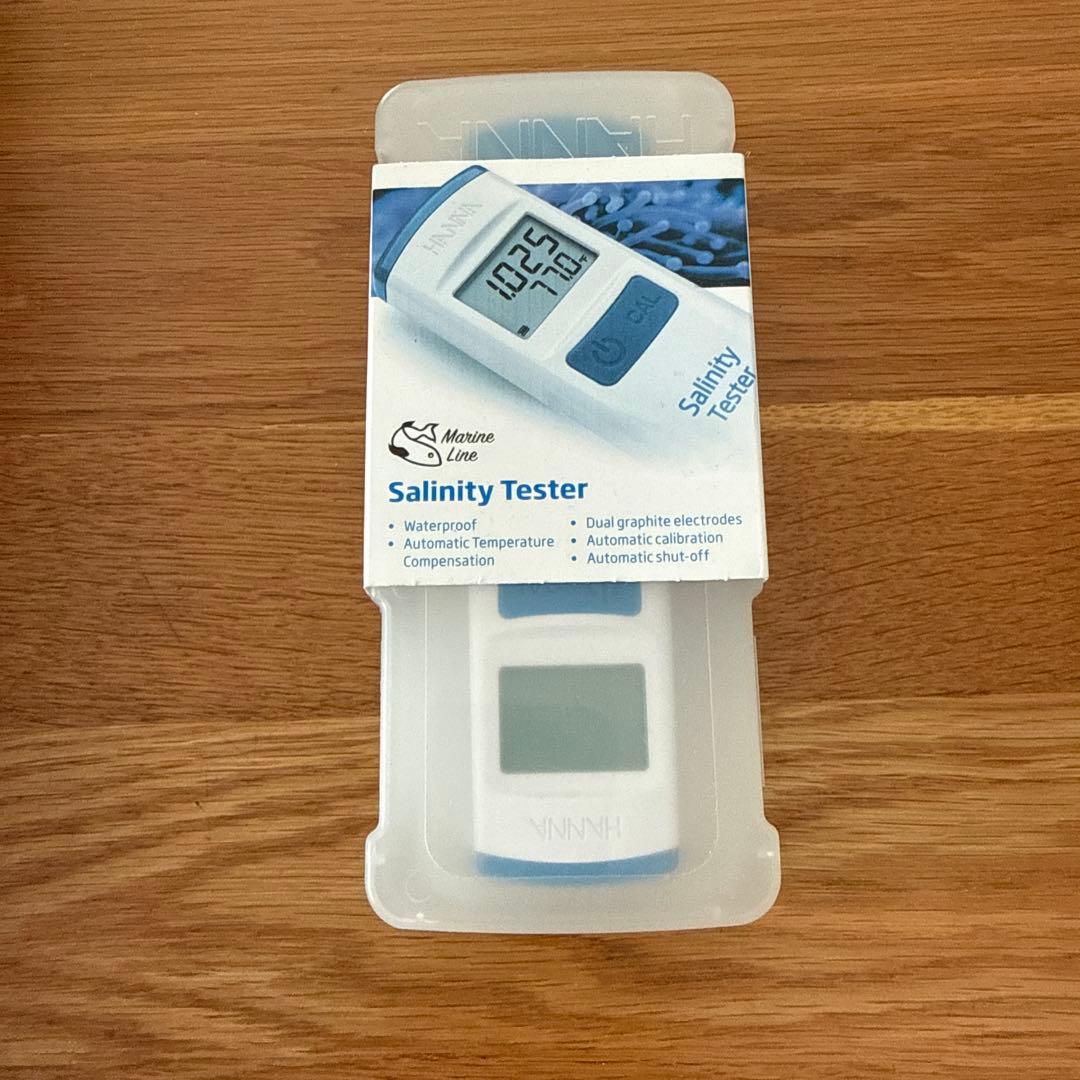 HANNA
HANNA
1.025
77.0°F
CAL
Salinity
Tester
Marine
Line
Salinity Tester
• Waterproof
• Automatic Temperature
Compensation
• Dual graphite electrodes
• Automatic calibration
• Automatic shut-off
HANNA